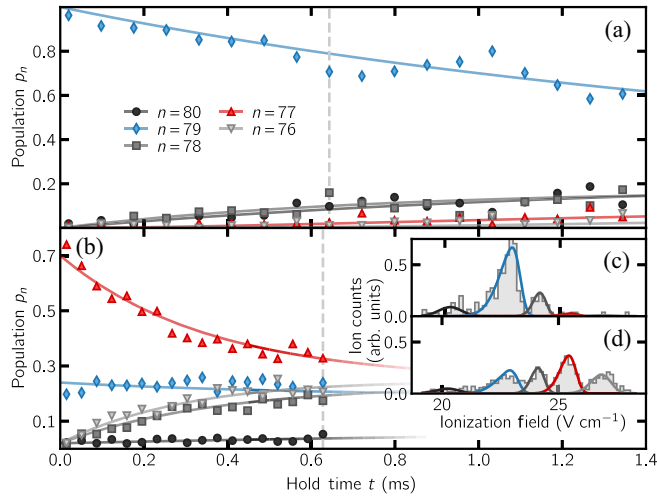 (a)
Population pₙ
0.8
0.6
0.4
0.2
n = 80
n = 79
n = 78
n = 77
n = 76
(b)
Population pₙ
0.7
0.5
0.3
0.1
0.0 0.2 0.4 0.6 0.8 1.0 1.2 1.4
Hold time t (ms)
(c)
(d)
Ion counts
(arb. units)
0.5
0.0
0.5
0.0
20 25
Ionization field (V cm⁻¹)